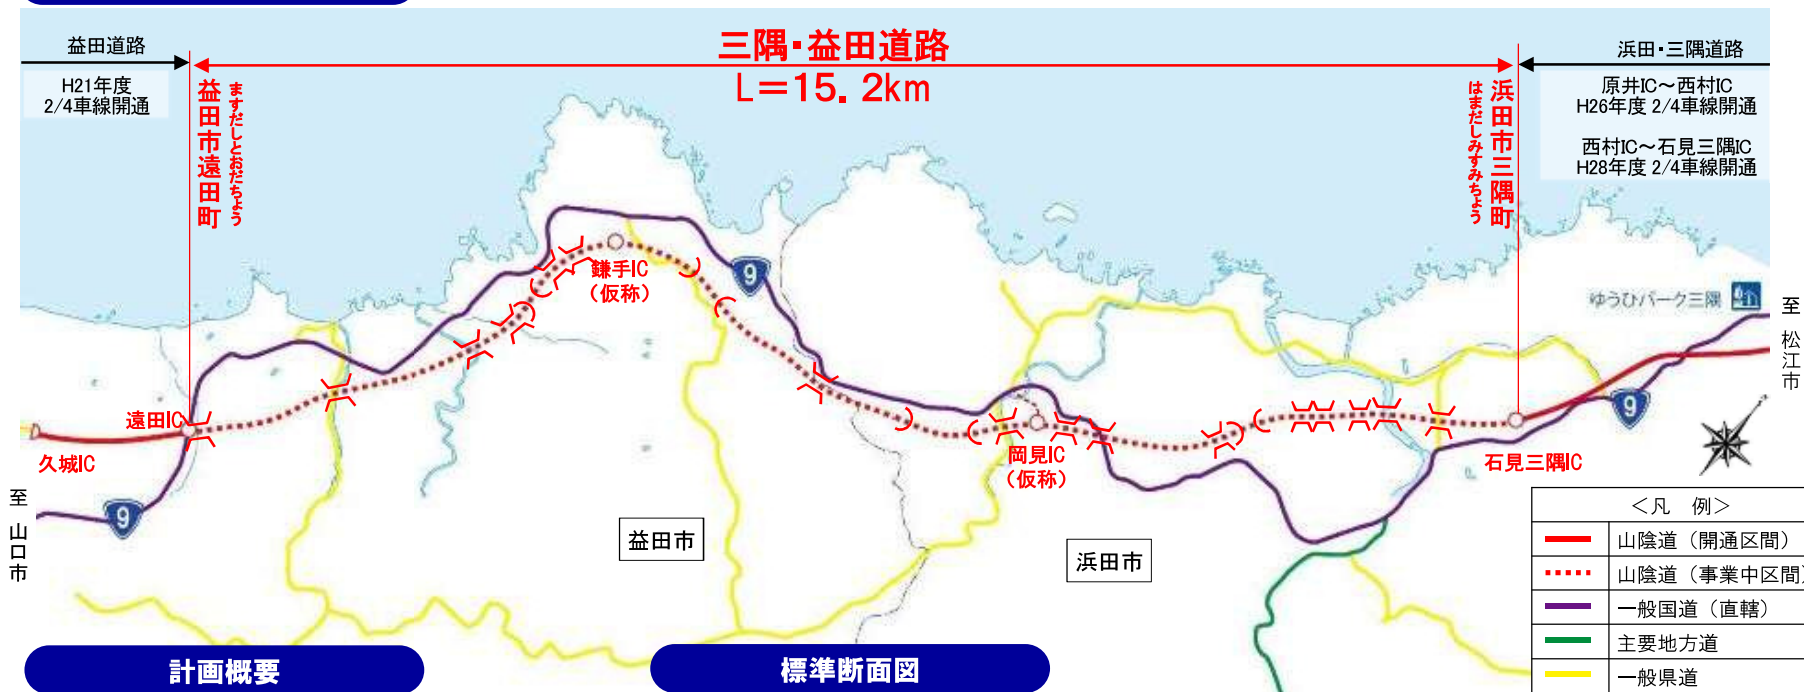 益田道路
H21年度
2/4車線開通
三隅・益田道路
L=15.2km
浜田・三隅道路
原井IC～西村IC
H26年度 2/4車線開通
西村IC～石見三隅IC
H28年度 2/4車線開通
益田市遠田町
ますだしとおだちょう
浜田市三隅町
はまだしみすみちょう
鎌手IC
（仮称）
9
ゆうひパーク三隅
至 松江市
遠田IC
久城IC
岡見IC
（仮称）
石見三隅IC
9
至 山口市
9
益田市
浜田市
＜凡 例＞
山陰道（開通区間）
山陰道（事業中区間）
一般国道（直轄）
主要地方道
一般県道
計画概要
標準断面図